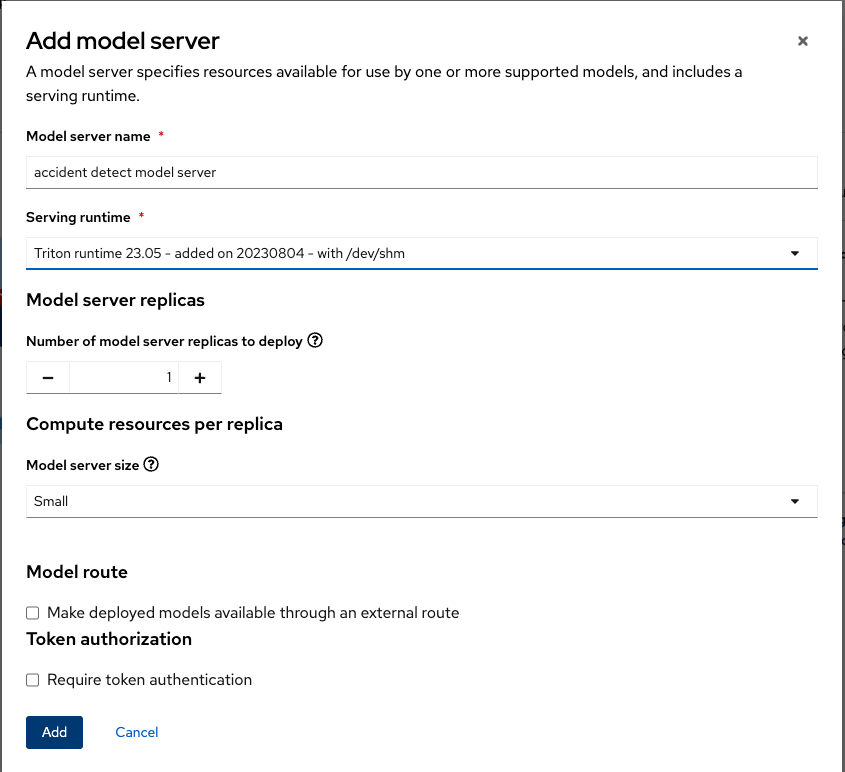 Add model server
A model server specifies resources available for use by one or more supported models, and includes a
serving runtime.
Model server name *
accident detect model server
Serving runtime *
Triton runtime 23.05 - added on 20230804 - with /dev/shm
Model server replicas
Number of model server replicas to deploy
1
Compute resources per replica
Model server size
Small
Model route
Make deployed models available through an external route
Token authorization
Require token authentication
Add Cancel